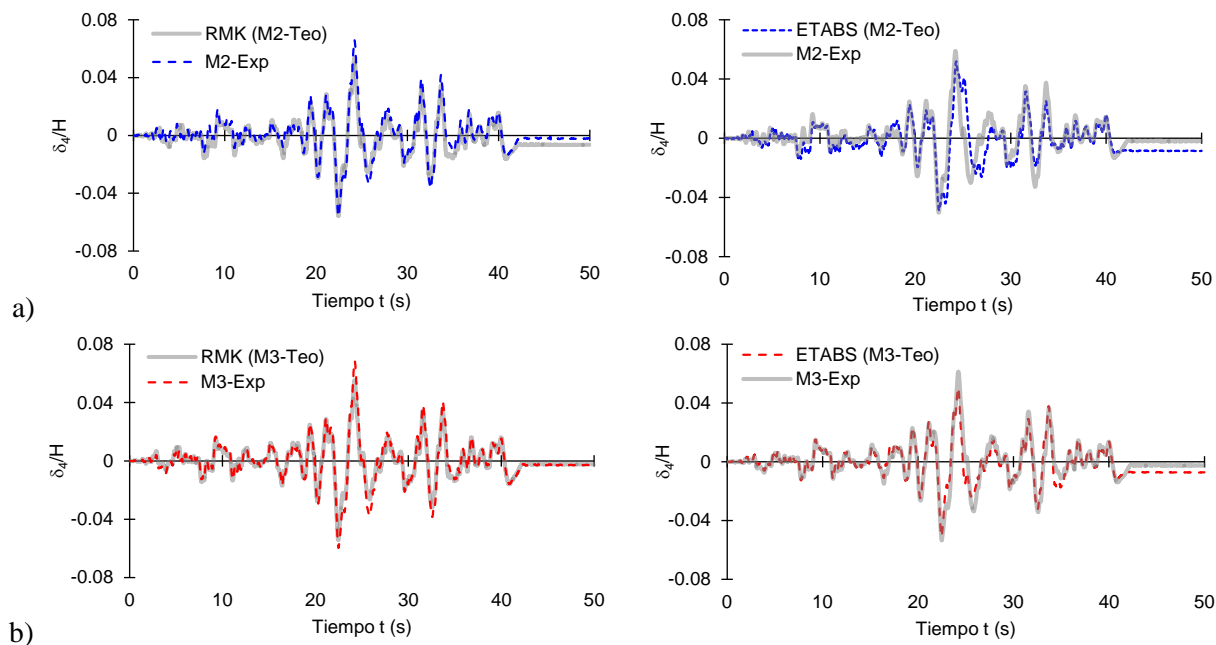 0.08
RMK (M2-Teo)
M2-Exp
0.04
0
-0.04
-0.08
δ4/H
0 10 20 30 40 50
Tiempo t (s)
0.08
ETABS (M2-Teo)
M2-Exp
0.04
0
-0.04
-0.08
δ4/H
0 10 20 30 40 50
Tiempo t (s)
a)
0.08
RMK (M3-Teo)
M3-Exp
0.04
0
-0.04
-0.08
δ4/H
0 10 20 30 40 50
Tiempo t (s)
0.08
ETABS (M3-Teo)
M3-Exp
0.04
0
-0.04
-0.08
δ4/H
0 10 20 30 40 50
Tiempo t (s)
b)